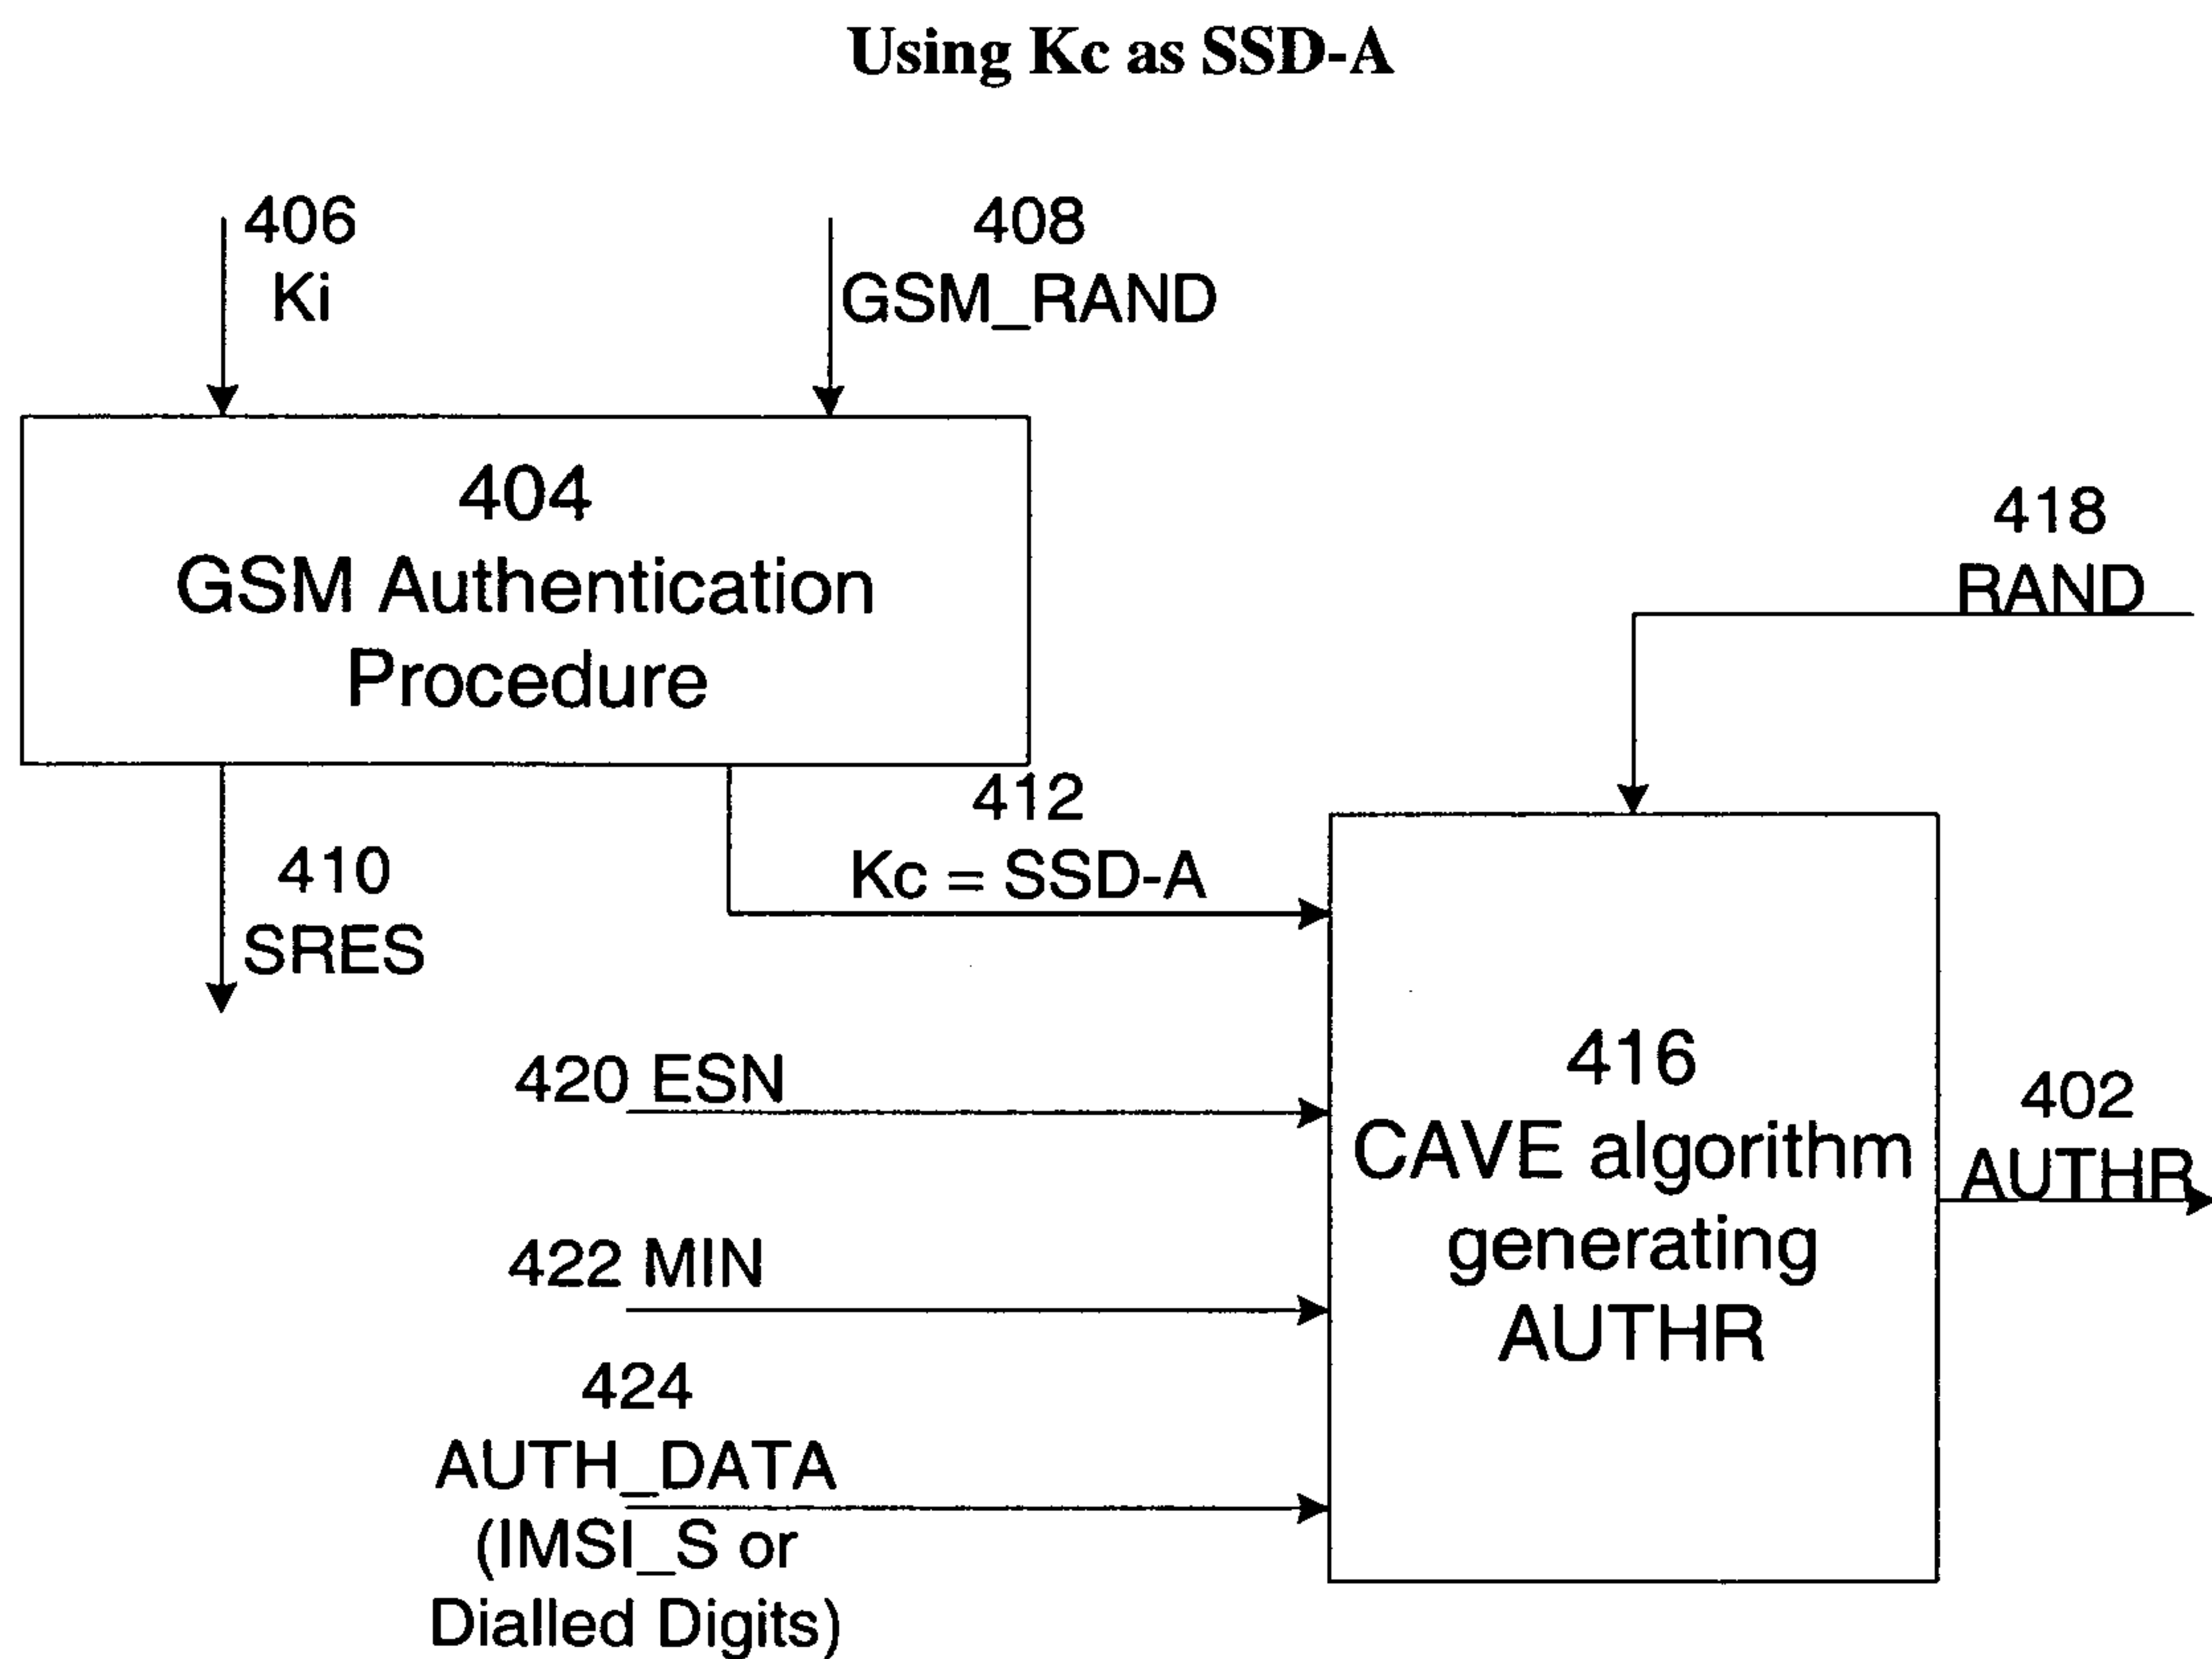 Using Kc as SSD-A
406
Ki
408
GSM_RAND
404
GSM Authentication
Procedure
418
RAND
412
Kc = SSD-A
410
SRES
420 ESN
416
CAVE algorithm
generating
AUTHR
402
AUTHR
422 MIN
424
AUTH_DATA
(IMSI_S or
Dialled Digits)